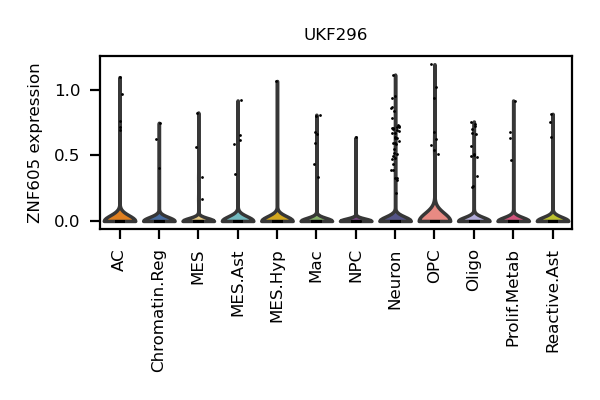 UKF296
ZNF605 expression
1.0
0.5
0.0
AC
Chromatin.Reg
MES
MES.Ast
MES.Hyp
Mac
NPC
Neuron
OPC
Oligo
Prolif.Metab
Reactive.Ast